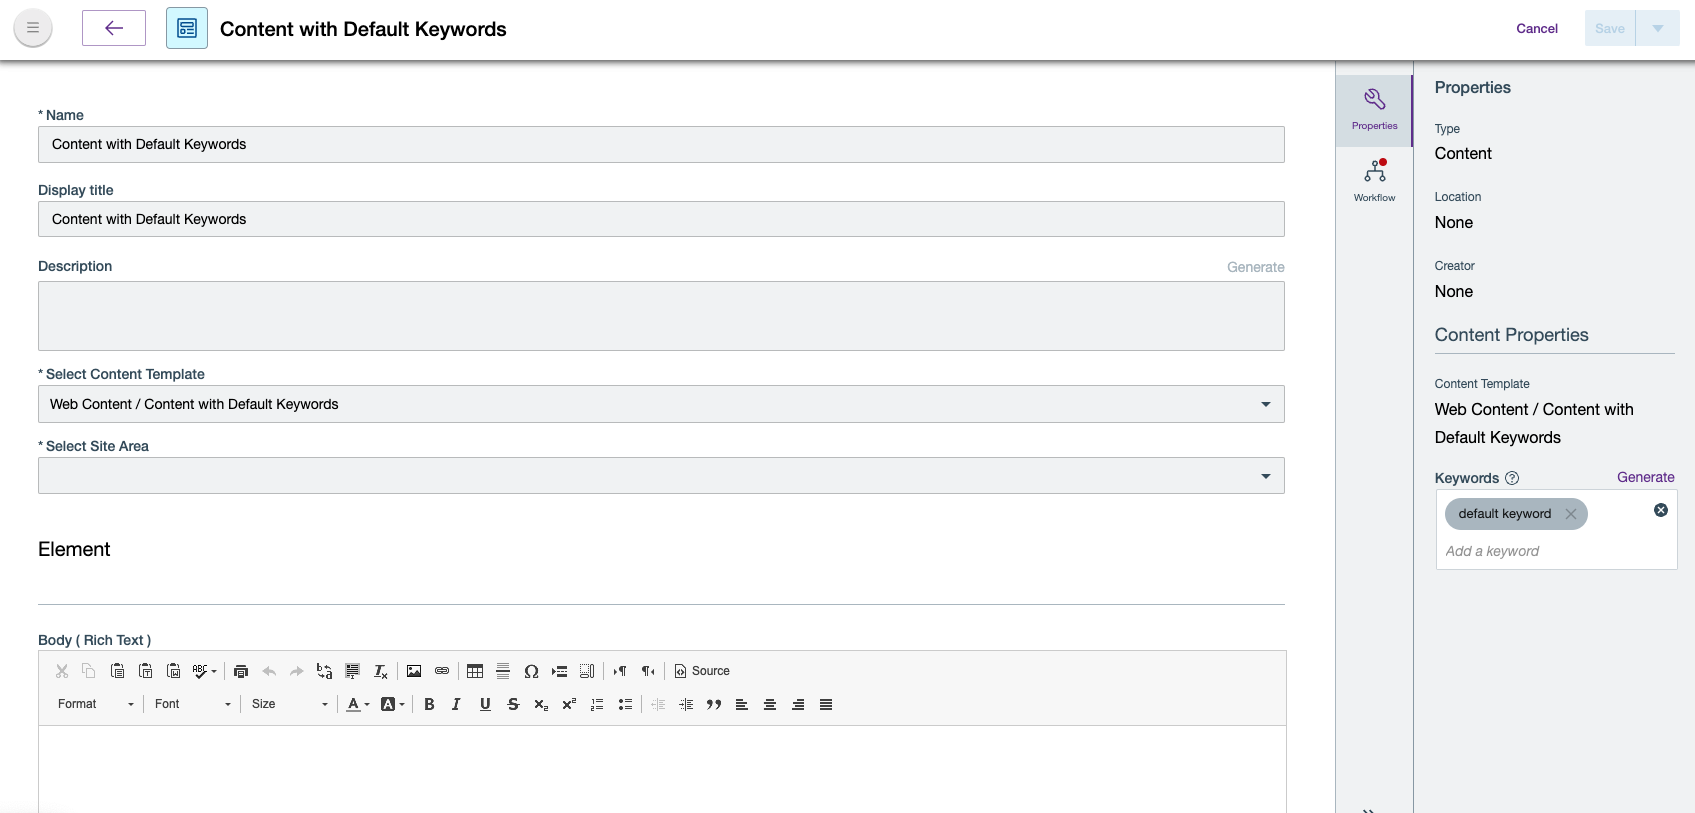 Content with Default Keywords
Cancel
Save
* Name
Content with Default Keywords
Display title
Content with Default Keywords
Description
Generate
* Select Content Template
Web Content / Content with Default Keywords
* Select Site Area
Element
Body ( Rich Text )
ABC
Source
Format
Font
Size
Properties
Workflow
Properties
Type
Content
Location
None
Creator
None
Content Properties
Content Template
Web Content / Content with
Default Keywords
Keywords
Generate
default keyword
Add a keyword